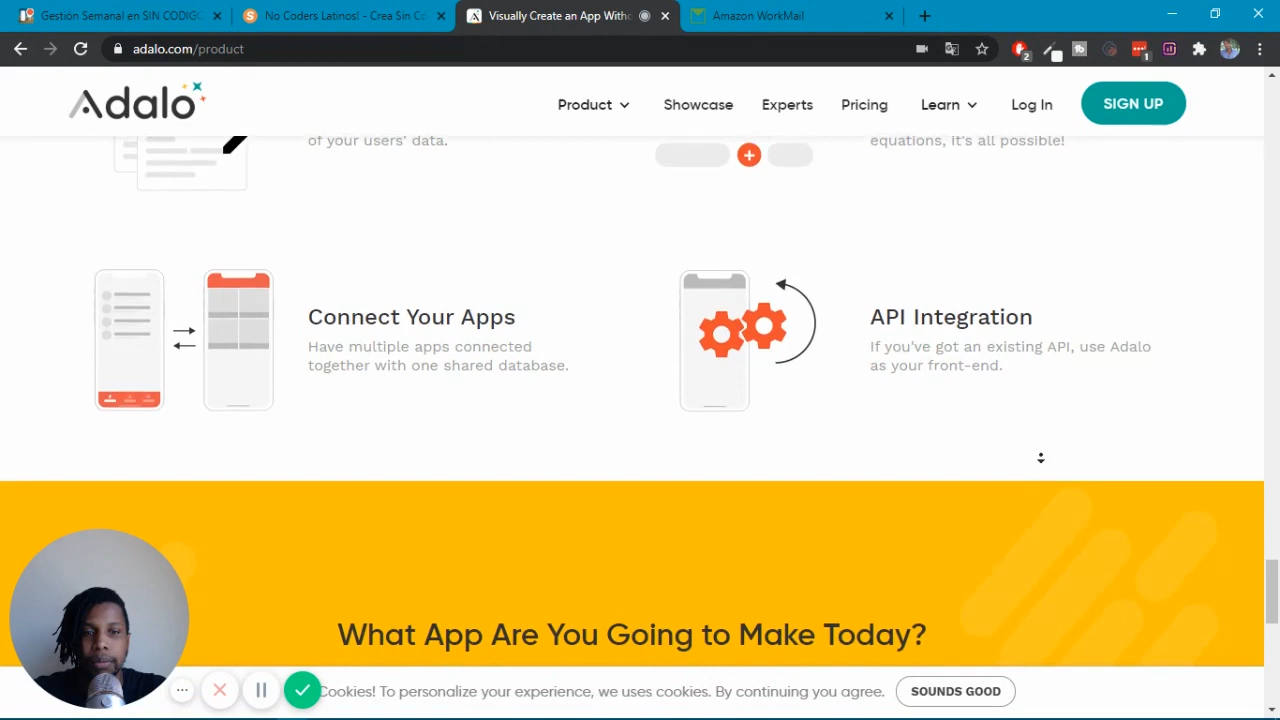 Gestión Semanal en SIN CODIGO
No Coders Latinos! - Crea Sin Co
Visually Create an App Witho
Amazon WorkMail
adalo.com/product
2
1
Adalo
Product
Showcase
Experts
Pricing
Learn
Log In
SIGN UP
of your users' data.
equations, it's all possible!
Connect Your Apps
Have multiple apps connected
together with one shared database.
API Integration
If you've got an existing API, use Adalo
as your front-end.
What App Are You Going to Make Today?
Cookies! To personalize your experience, we uses cookies. By continuing you agree.
SOUNDS GOOD